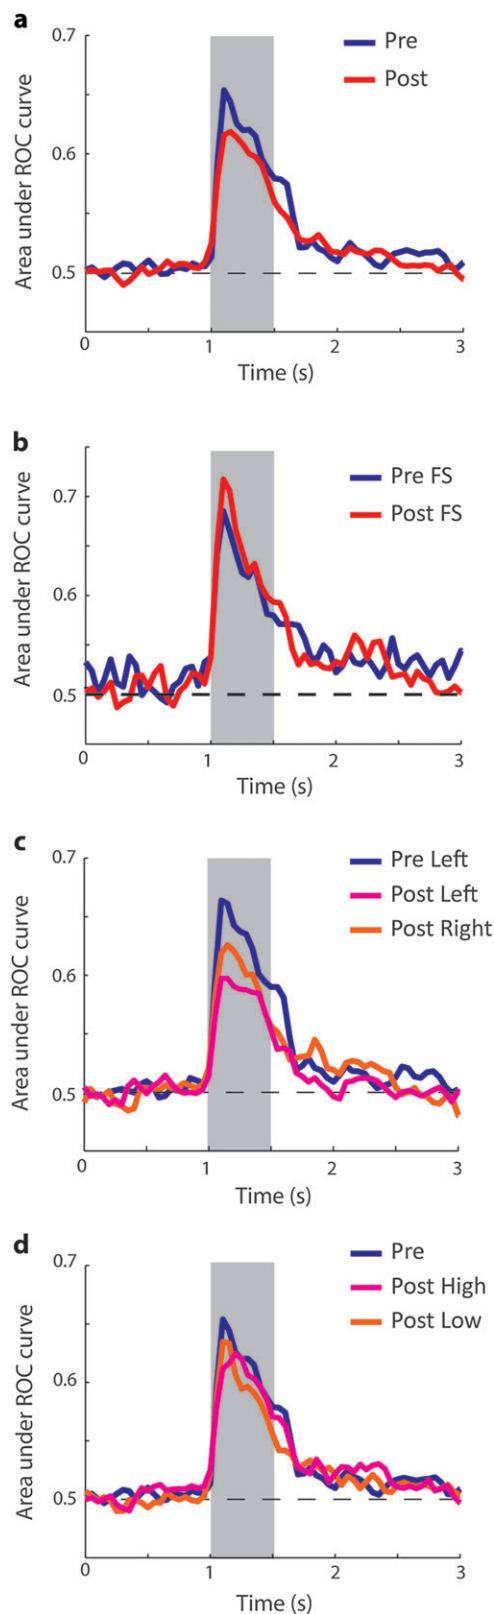 a
0.7
Pre
Post
0.6
0.5
Area under ROC curve
0 1 2 3
Time (s)
b
Pre FS
0.7
Post FS
0.6
0.5
Area under ROC curve
0 1 2 3
Time (s)
c
0.7
Pre Left
Post Left
Post Right
0.6
0.5
Area under ROC curve
0 1 2 3
Time (s)
d
0.7
Pre
Post High
Post Low
0.6
0.5
Area under ROC curve
0 1 2 3
Time (s)